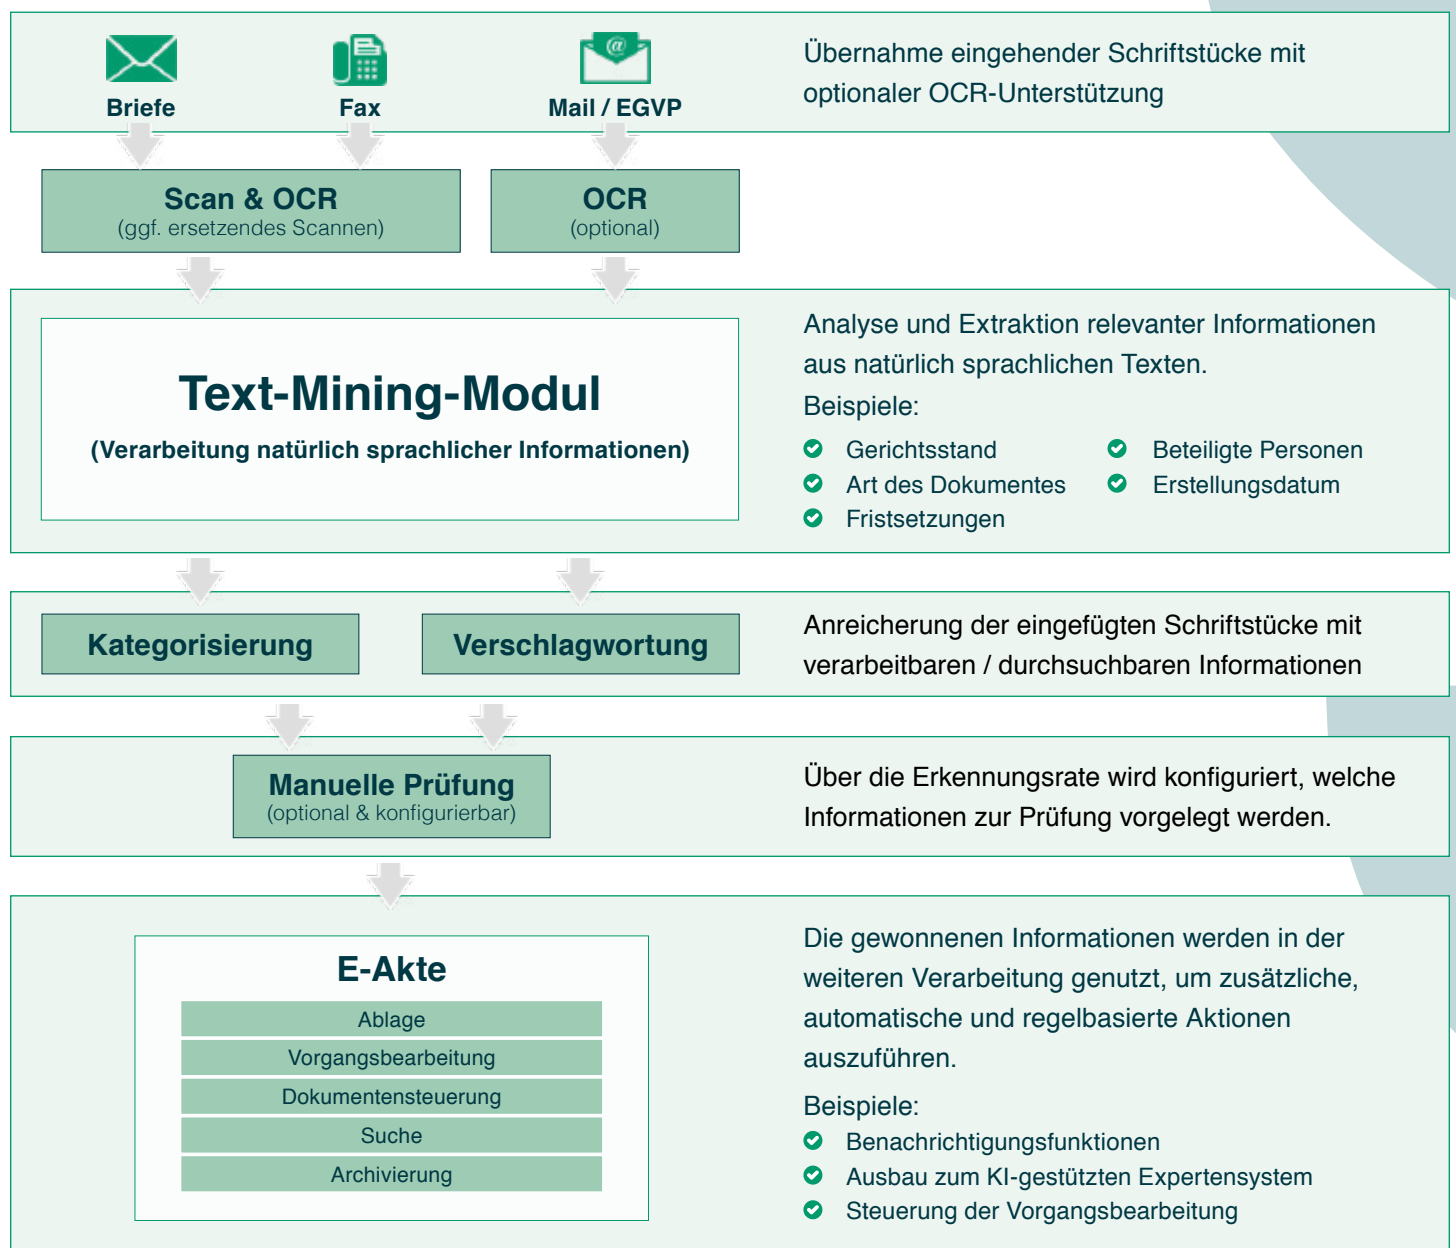 Briefe
Fax
Mail / EGVP
Übernahme eingehender Schriftstücke mit
optionaler OCR-Unterstützung
Scan & OCR
(ggf. ersetzendes Scannen)
OCR
(optional)
Text-Mining-Modul
(Verarbeitung natürlich sprachlicher Informationen)
Analyse und Extraktion relevanter Informationen
aus natürlich sprachlichen Texten.
Beispiele:
Gerichtsstand
Art des Dokumentes
Fristsetzungen
Beteiligte Personen
Erstellungsdatum
Kategorisierung
Verschlagwortung
Anreicherung der eingefügten Schriftstücke mit
verarbeitbaren / durchsuchbaren Informationen
Manuelle Prüfung
(optional & konfigurierbar)
Über die Erkennungsrate wird konfiguriert, welche
Informationen zur Prüfung vorgelegt werden.
E-Akte
Ablage
Vorgangsbearbeitung
Dokumentensteuerung
Suche
Archivierung
Die gewonnenen Informationen werden in der
weiteren Verarbeitung genutzt, um zusätzliche,
automatische und regelbasierte Aktionen
auszuführen.
Beispiele:
Benachrichtigungsfunktionen
Ausbau zum KI-gestützten Expertensystem
Steuerung der Vorgangsbearbeitung